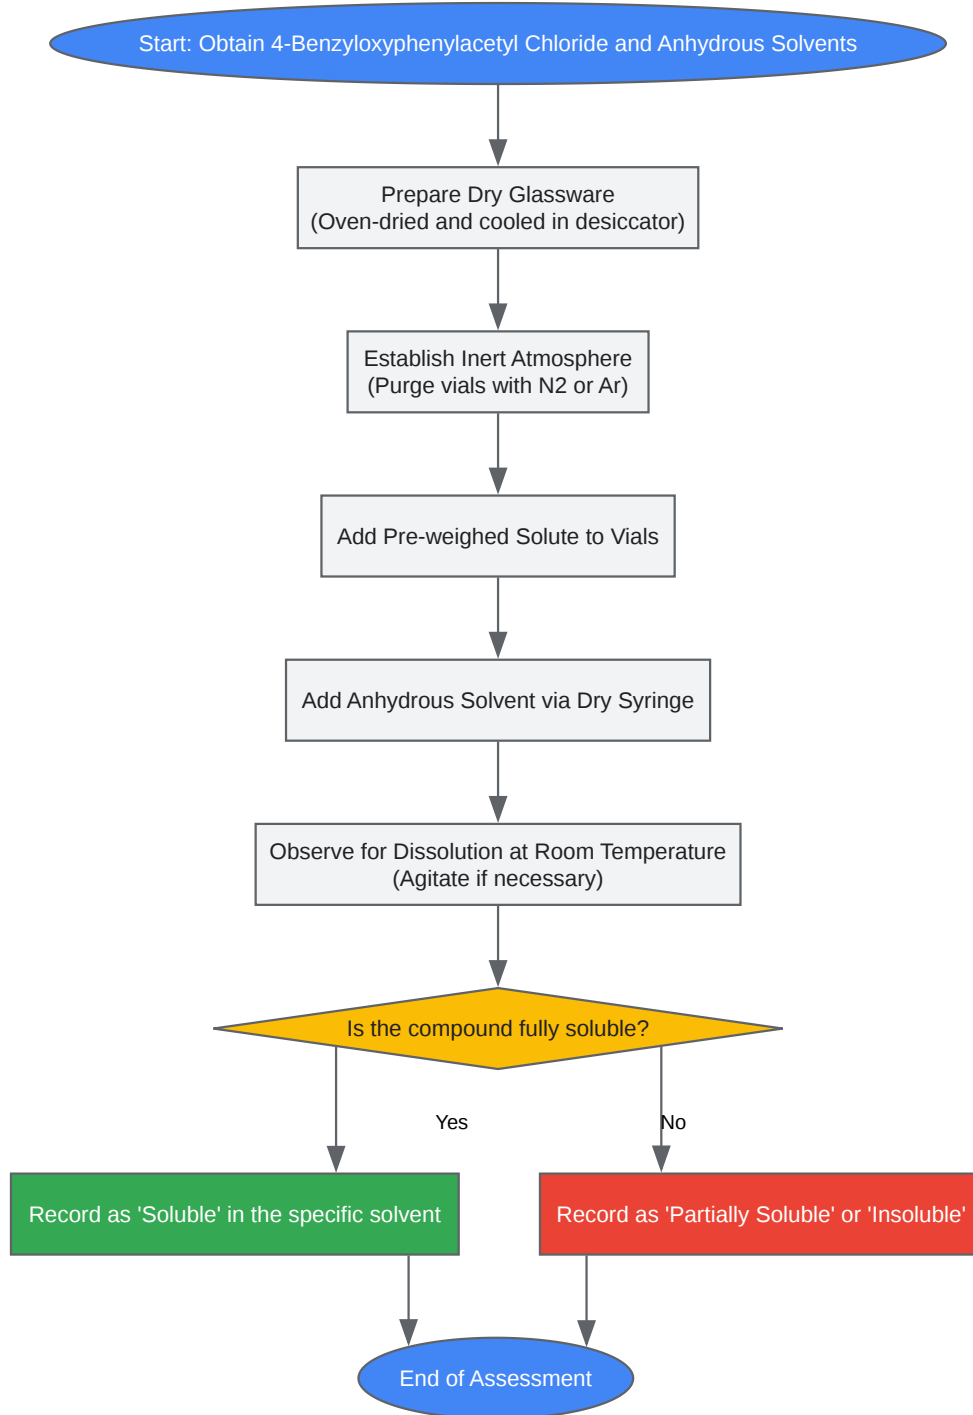 Start: Obtain 4-Benzyloxyphenylacetyl Chloride and Anhydrous Solvents
Prepare Dry Glassware
(Oven-dried and cooled in desiccator)
Establish Inert Atmosphere
(Purge vials with N2 or Ar)
Add Pre-weighed Solute to Vials
Add Anhydrous Solvent via Dry Syringe
Observe for Dissolution at Room Temperature
(Agitate if necessary)
Is the compound fully soluble?
Yes
No
Record as 'Soluble' in the specific solvent
Record as 'Partially Soluble' or 'Insoluble'
End of Assessment